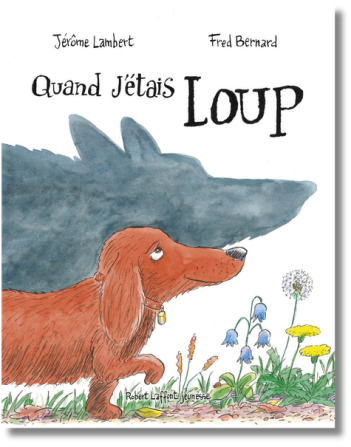 Jérôme Lambert Fred Bernard
Quand J'étais LOUP
Robert Laffont jeunesse